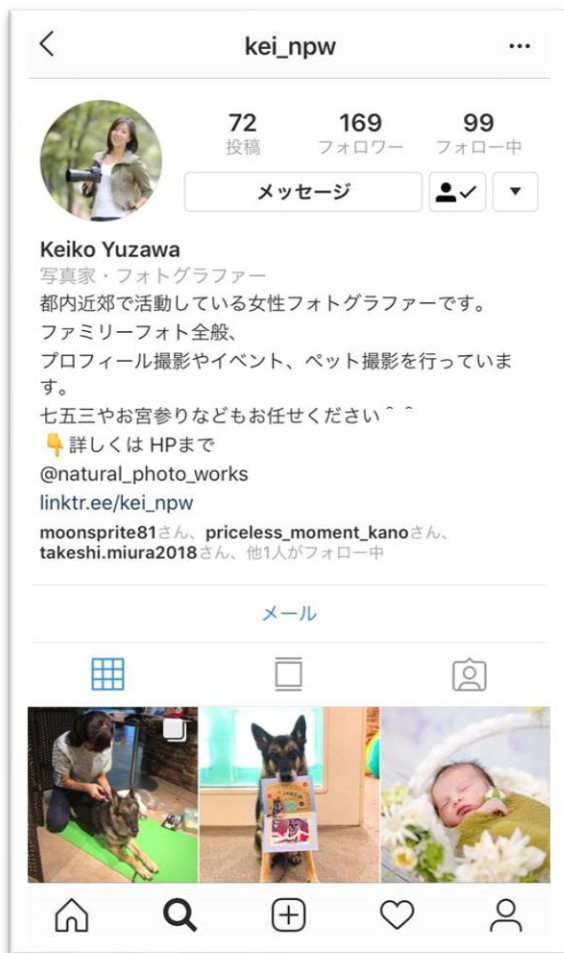 kei_npw
72
投稿
169
フォロワー
99
フォロー中
メッセージ
Keiko Yuzawa
写真家・フォトグラファー
都内近郊で活動している女性フォトグラファーです。
ファミリーフォト全般、
プロフィール撮影やイベント、ペット撮影を行っていま
す。
七五三やお宮参りなどもお任せください＾＾
👇詳しくは HPまで
@natural_photo_works
linktr.ee/kei_npw
moonsprite81さん、priceless_moment_kanoさん、
takeshi.miura2018さん、他1人がフォロー中
メール